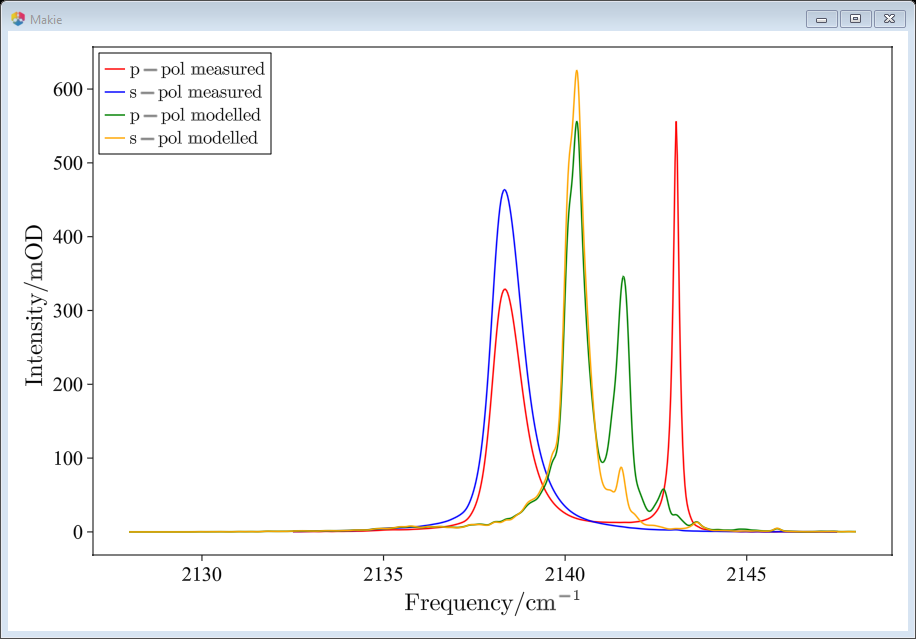 Makie
p − pol measured
s − pol measured
p − pol modelled
s − pol modelled
600
500
400
300
200
100
0
Intensity/mOD
2130 2135 2140 2145
Frequency/cm⁻¹